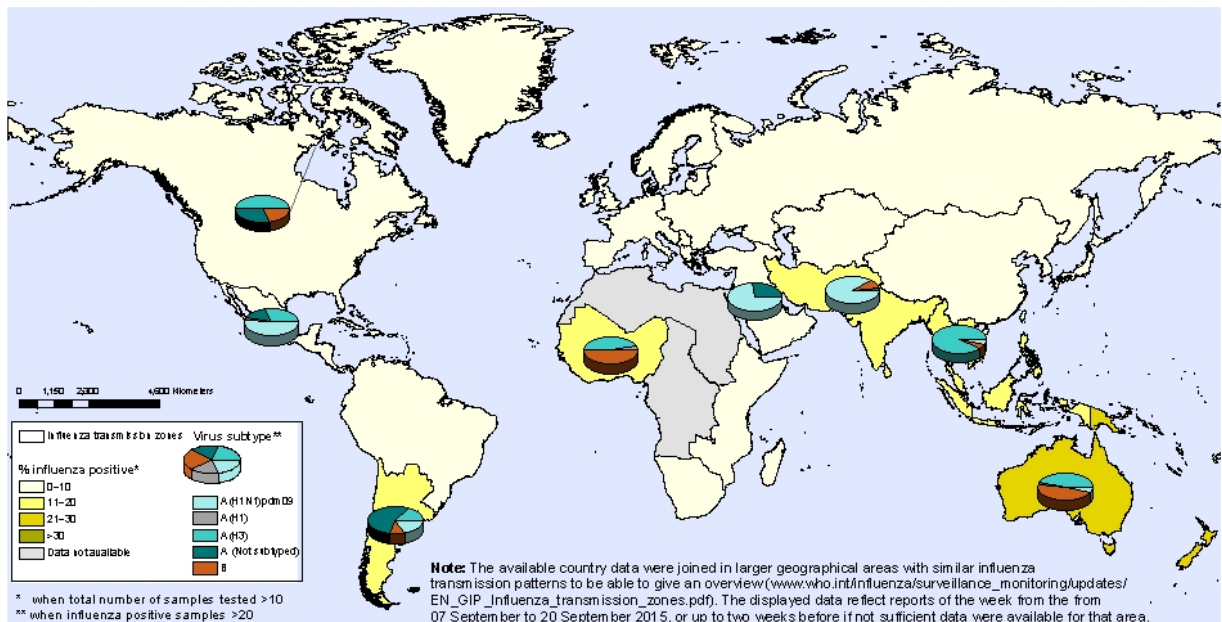 0 1,150 2,300 4,600 Kilometers
Influenza transmission zones
Virus subtype**
% influenza positive*
0-10
11-20
21-30
>30
Data not available
A(H1N1)pdm09
A(H1)
A(H3)
A (Not subtyped)
B
* when total number of samples tested >10
** when influenza positive samples >20
Note: The available country data were joined in larger geographical areas with similar influenza
transmission patterns to be able to give an overview (www.who.int/influenza/surveillance_monitoring/updates/
EN_GIP_Influenza_transmission_zones.pdf). The displayed data reflect reports of the week from the from
07 September to 20 September 2015, or up to two weeks before if not sufficient data were available for that area.